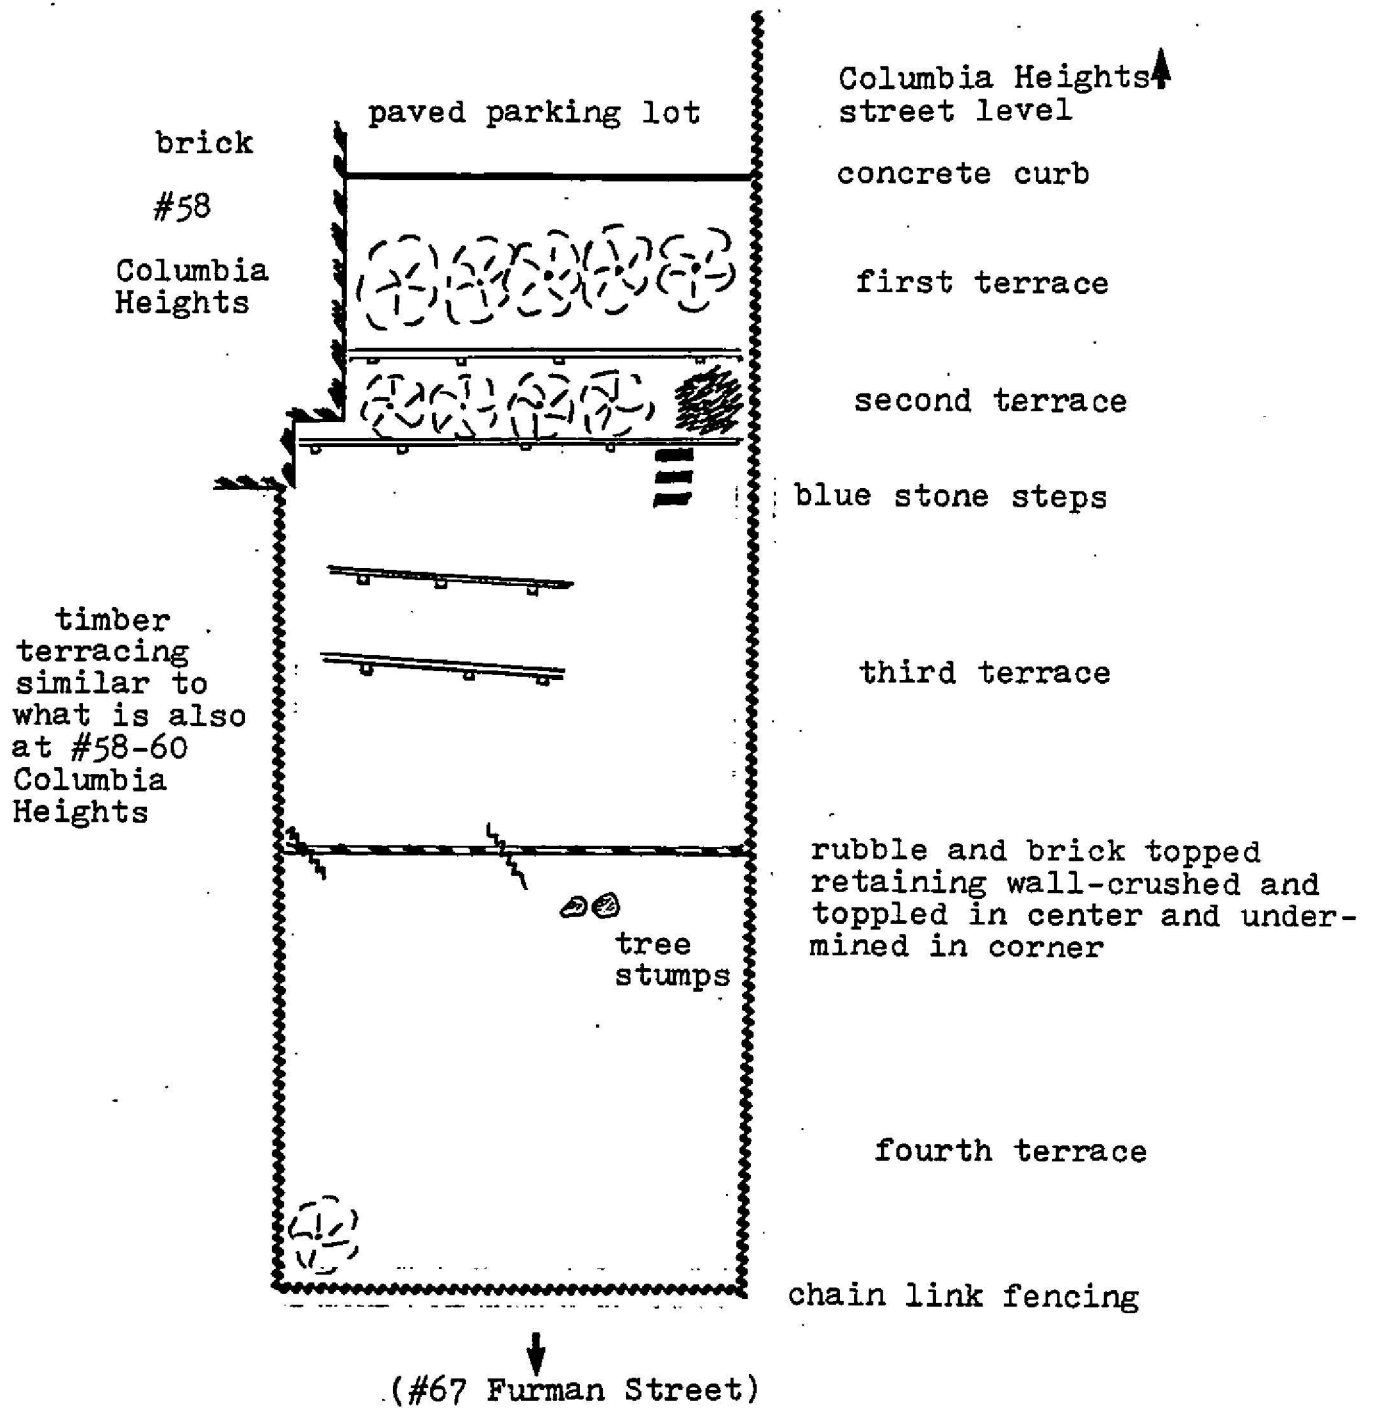 Columbia Heights
street level
paved parking lot
brick
#58
Columbia
Heights
concrete curb
first terrace
second terrace
blue stone steps
timber
terracing
similar to
what is also
at #58-60
Columbia
Heights
third terrace
rubble and brick topped
retaining wall-crushed and
toppled in center and under-
mined in corner
tree
stumps
fourth terrace
chain link fencing
(#67 Furman Street)